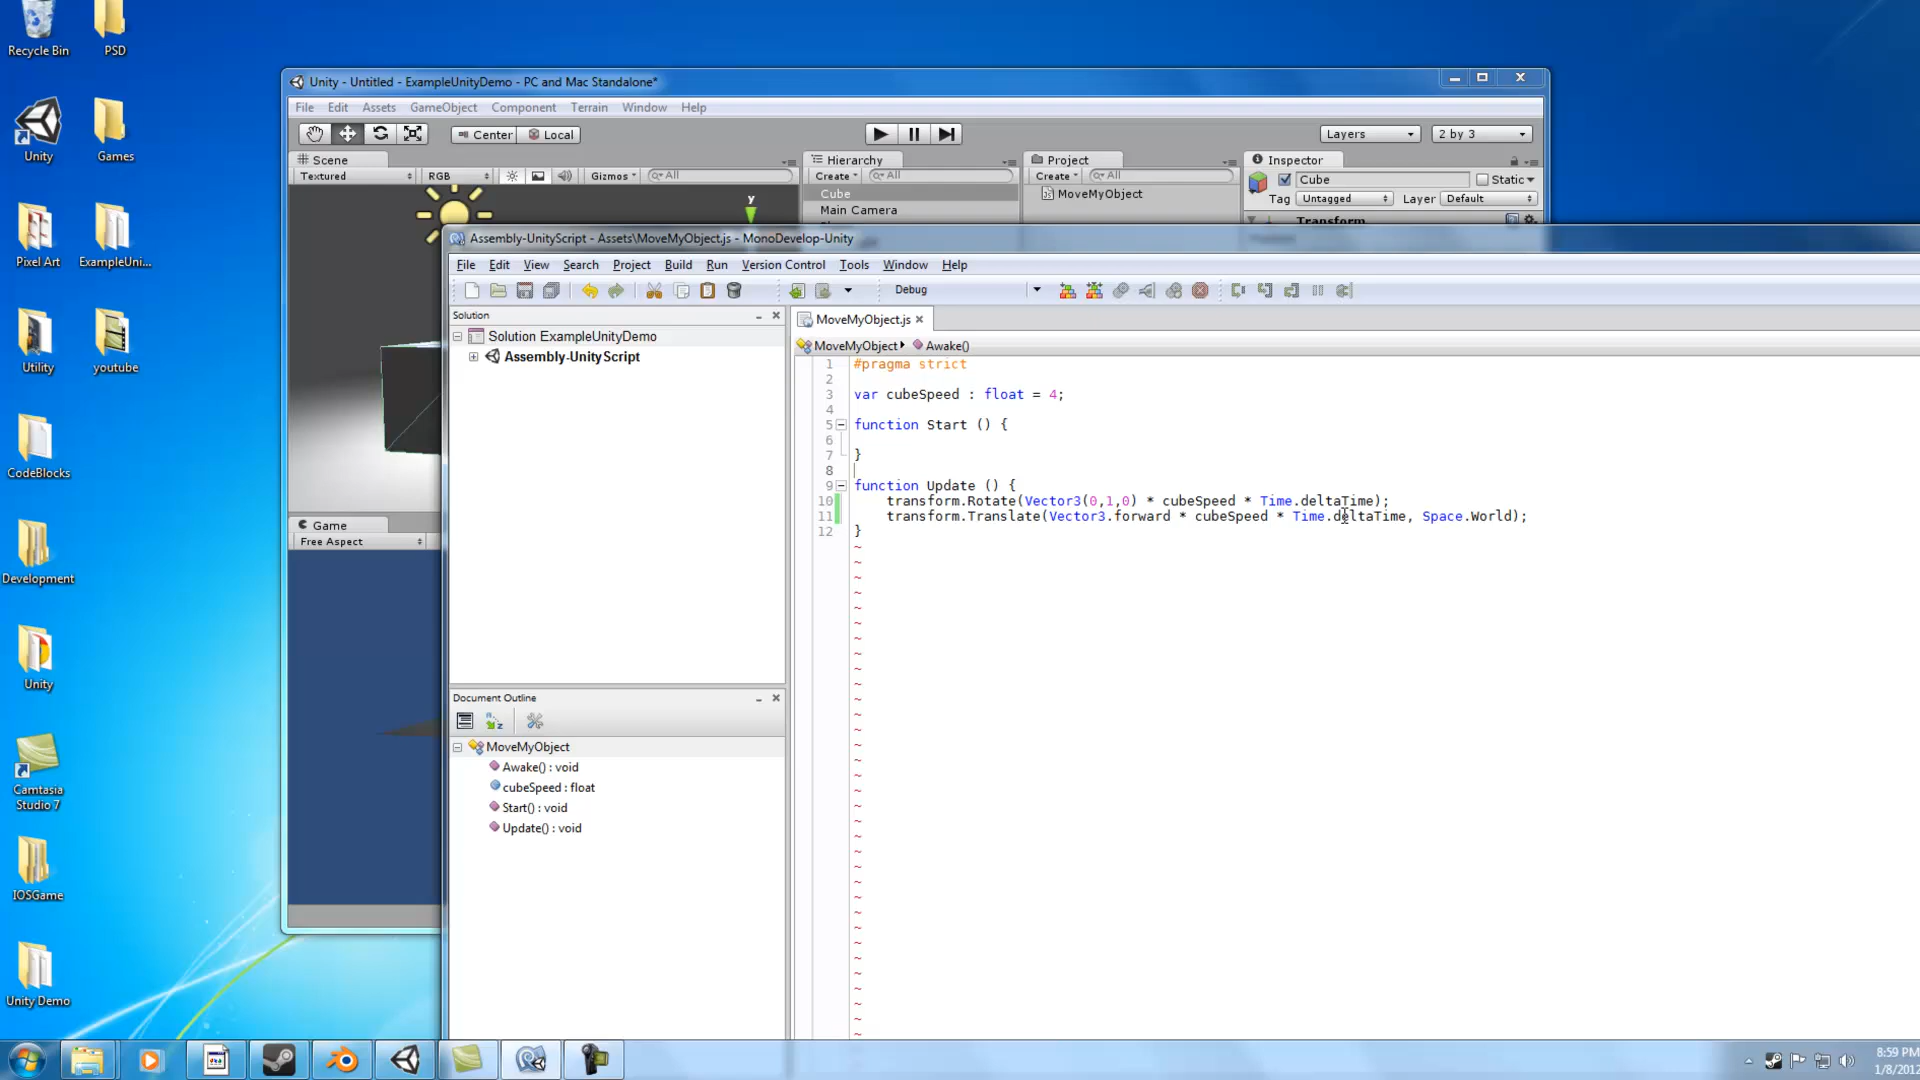 Recycle Bin
PSD
Unity
Games
Pixel Art
ExampleUni...
Utility
youtube
CodeBlocks
Development
Unity
Camtasia
Studio 7
IOSGame
Unity Demo
Unity - Untitled - ExampleUnityDemo - PC and Mac Standalone*
File Edit Assets GameObject Component Terrain Window Help
Center Local
Layers 2 by 3
Scene
Textured RGB Gizmos All
y
Hierarchy
Create All
Cube
Main Camera
Project
Create All
MoveMyObject
Inspector
Cube Static
Tag Untagged Layer Default
Transform
Game
Free Aspect
Assembly-UnityScript - Assets\MoveMyObject.js - MonoDevelop-Unity
File Edit View Search Project Build Run Version Control Tools Window Help
Debug
Solution
Solution ExampleUnityDemo
Assembly-UnityScript
Document Outline
MoveMyObject
Awake() : void
cubeSpeed : float
Start() : void
Update() : void
MoveMyObject.js
MoveMyObject Awake()
1 #pragma strict
2
3 var cubeSpeed : float = 4;
4
5 function Start () {
6
7 }
8
9 function Update () {
10 transform.Rotate(Vector3(0,1,0) * cubeSpeed * Time.deltaTime);
11 transform.Translate(Vector3.forward * cubeSpeed * Time.deltaTime, Space.World);
12 }
8:59 PM
1/8/2012